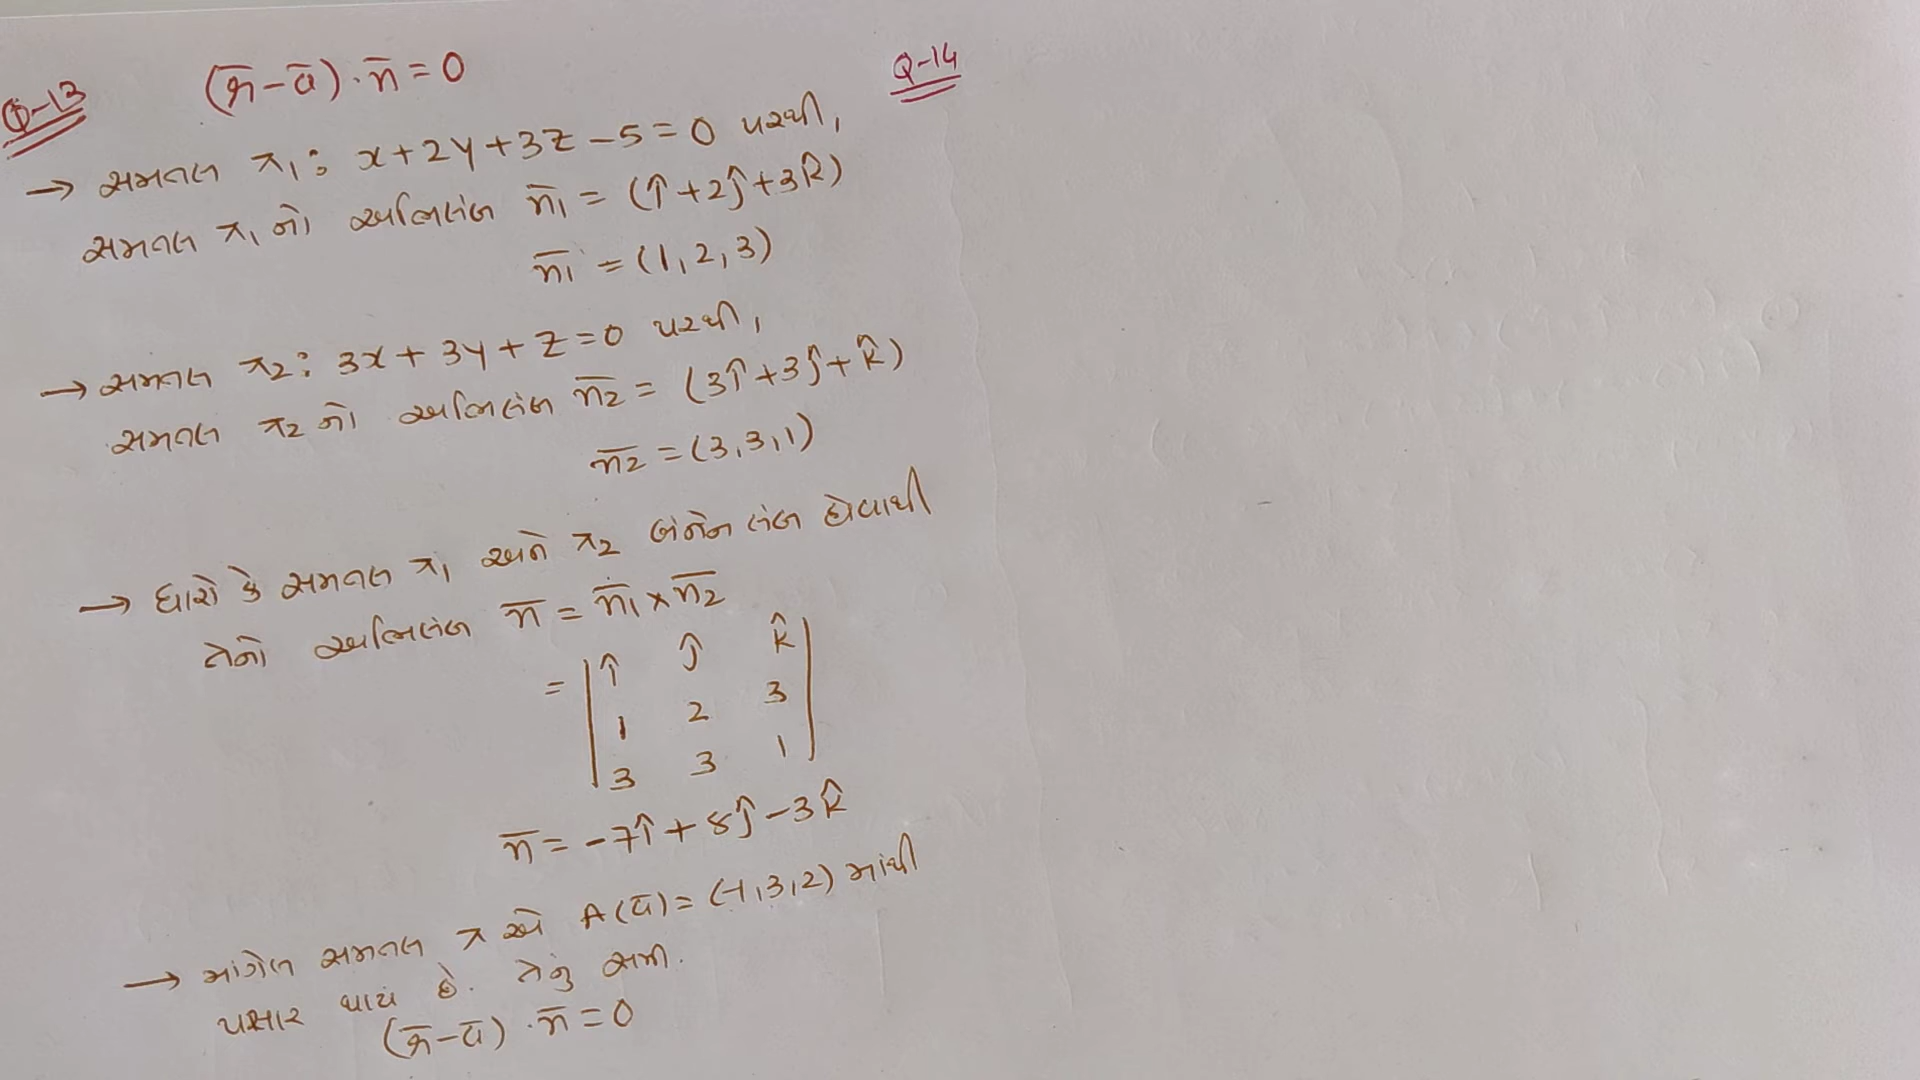 Q-13
(r̄-ā)·n̄=0
→ સમતલ π₁: x+2y+3z-5=0 પરથી,
સમતલ π₁ નો અભિલંબ n̄₁ = (î+2ĵ+3k̂)
n̄₁ = (1,2,3)
→ સમતલ π₂: 3x+3y+z=0 પરથી,
સમતલ π₂ નો અભિલંબ n̄₂ = (3î+3ĵ+k̂)
n̄₂ = (3,3,1)
→ ધારો કે સમતલ π₁ અને π₂ બંનેને લંબ હોવાથી
તેનો અભિલંબ n̄ = n̄₁×n̄₂
= | î ĵ k̂ |
1 2 3
3 3 1
n̄ = -7î+8ĵ-3k̂
→ માંગેલ સમતલ π એ A(ā)=(-1,3,2) માંથી
પસાર થાય છે. તેનું સમી.
(r̄-ā)·n̄=0
Q-14